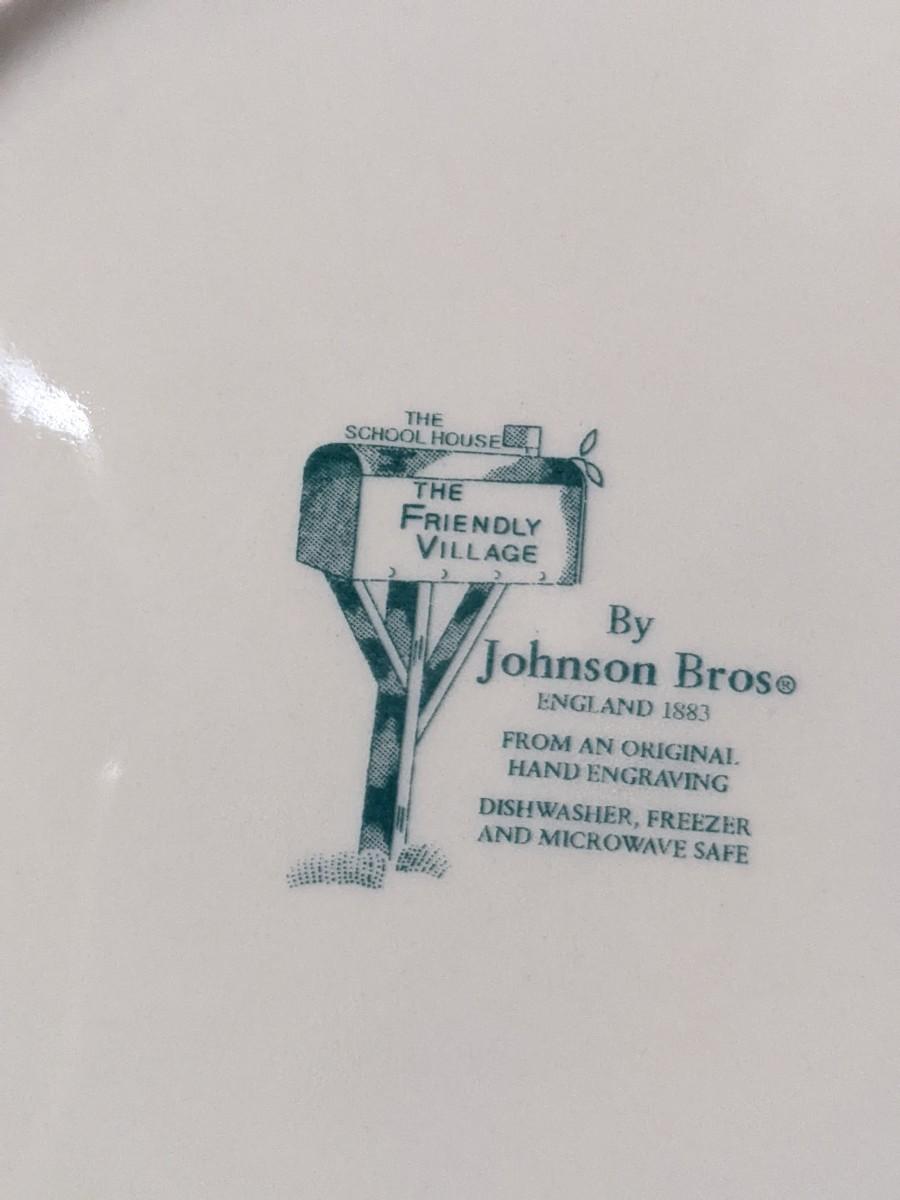 THE
SCHOOL HOUSE
THE
FRIENDLY
VILLAGE
By
Johnson Bros®
ENGLAND 1883
FROM AN ORIGINAL
HAND ENGRAVING
DISHWASHER, FREEZER
AND MICROWAVE SAFE